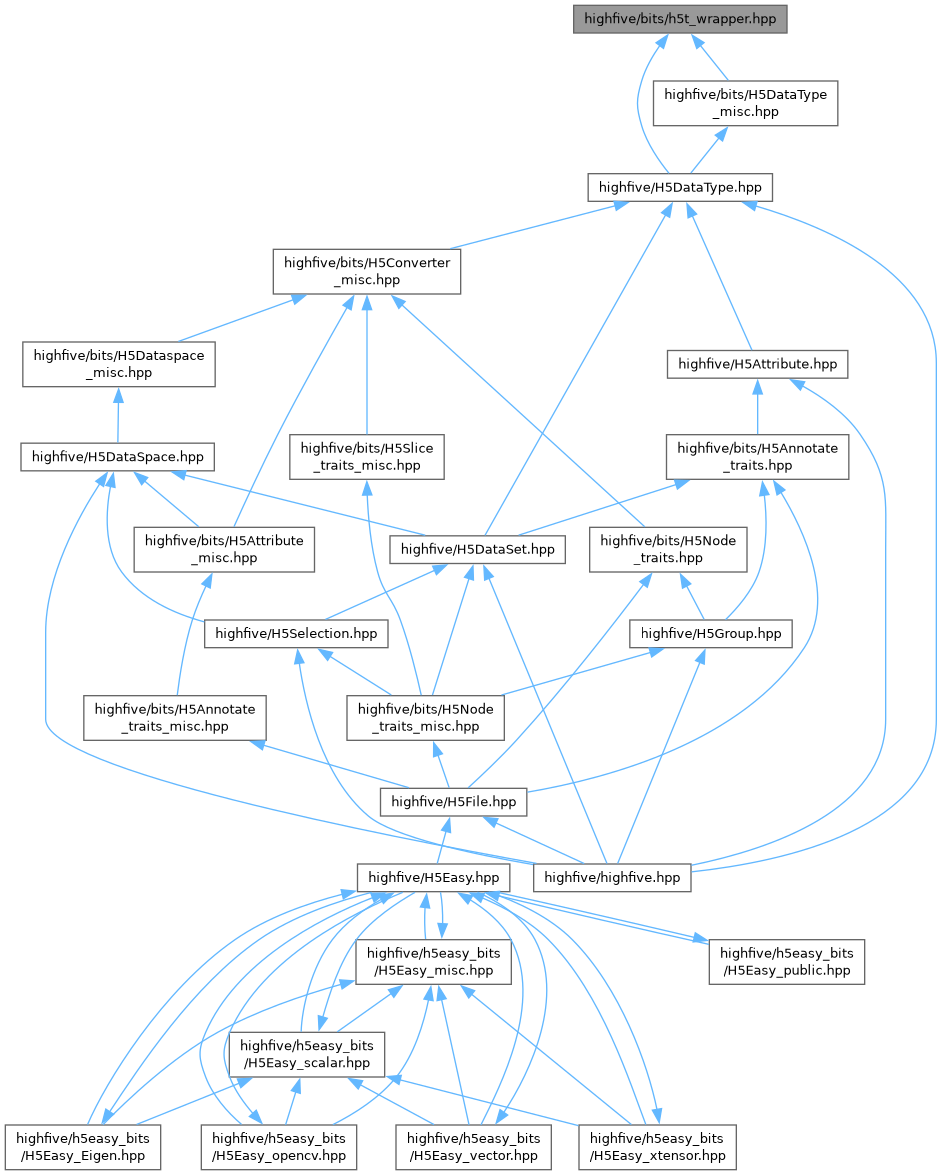 highfive/bits/h5t_wrapper.hpp
highfive/bits/H5DataType
_misc.hpp
highfive/H5DataType.hpp
highfive/bits/H5Converter
_misc.hpp
highfive/bits/H5Dataspace
_misc.hpp
highfive/H5Attribute.hpp
highfive/H5DataSpace.hpp
highfive/bits/H5Slice
_traits_misc.hpp
highfive/bits/H5Annotate
_traits.hpp
highfive/bits/H5Attribute
_misc.hpp
highfive/H5DataSet.hpp
highfive/bits/H5Node
_traits.hpp
highfive/H5Selection.hpp
highfive/H5Group.hpp
highfive/bits/H5Annotate
_traits_misc.hpp
highfive/bits/H5Node
_traits_misc.hpp
highfive/H5File.hpp
highfive/H5Easy.hpp
highfive/highfive.hpp
highfive/h5easy_bits
/H5Easy_misc.hpp
highfive/h5easy_bits
/H5Easy_public.hpp
highfive/h5easy_bits
/H5Easy_scalar.hpp
highfive/h5easy_bits
/H5Easy_Eigen.hpp
highfive/h5easy_bits
/H5Easy_opencv.hpp
highfive/h5easy_bits
/H5Easy_vector.hpp
highfive/h5easy_bits
/H5Easy_xtensor.hpp